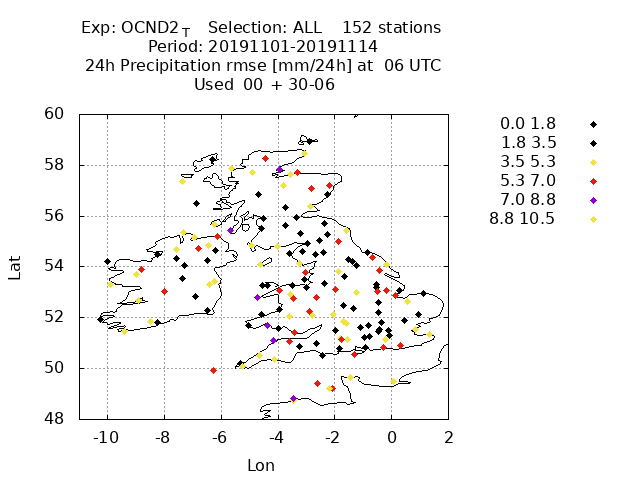 Exp: OCND2T Selection: ALL 152 stations
Period: 20191101-20191114
24h Precipitation rmse [mm/24h] at 06 UTC
Used 00 + 30-06
60
58
56
54
52
50
48
Lat
-10 -8 -6 -4 -2 0 2
Lon
0.0 1.8
1.8 3.5
3.5 5.3
5.3 7.0
7.0 8.8
8.8 10.5